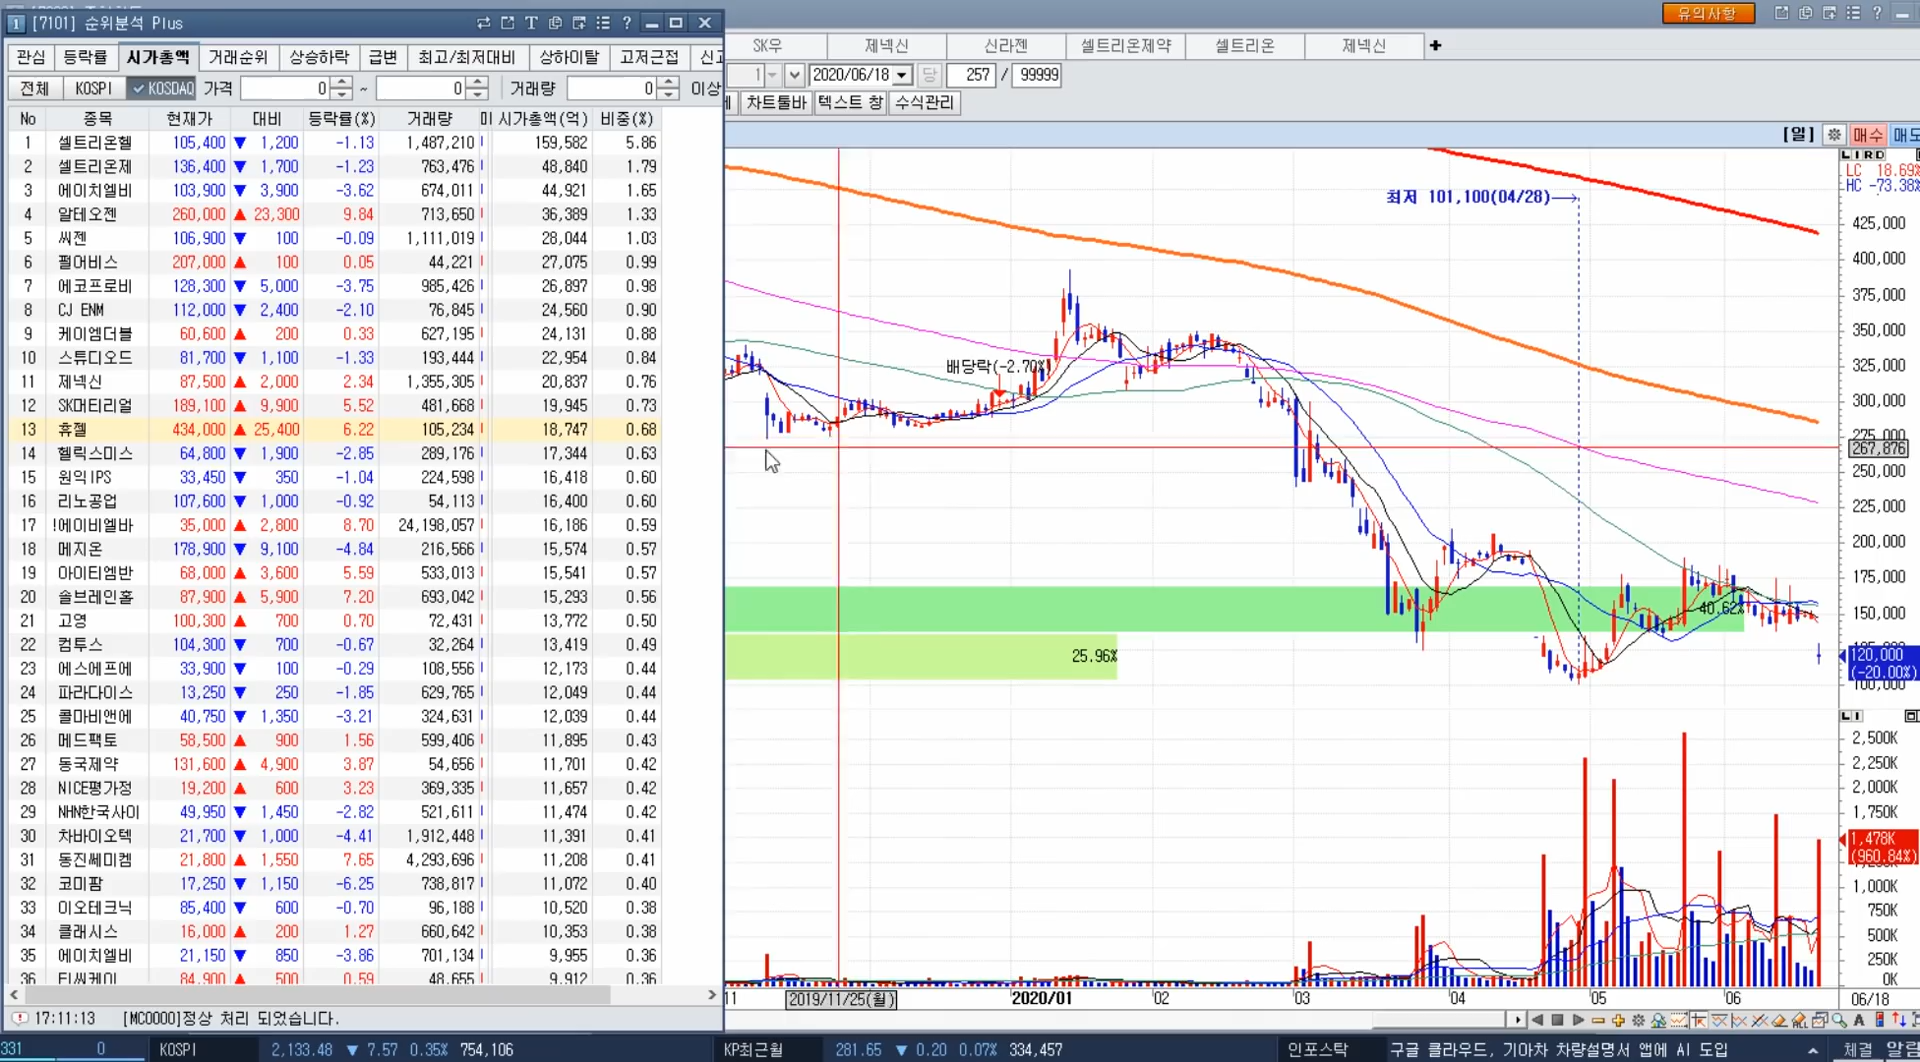 [7101] 순위분석 Plus
유의사항
관심 등락률 시가총액 거래순위 상승하락 급변 최고/최저대비 상하이탈 고저근접 신고
SK우 제넥신 신라젠 셀트리온제약 셀트리온 제넥신
전체 KOSPI KOSDAQ 가격 0 ~ 0 거래량 0 이상
1 2020/06/18 당 257 / 99999
차트툴바 텍스트 창 수식관리
[일] 매수 매도
No 종목 현재가 대비 등락률(%) 거래량 시가총액(억) 비중(%)
1 셀트리온헬 105,400 ▼ 1,200 -1.13 1,487,210 159,582 5.86
2 셀트리온제 136,400 ▼ 1,700 -1.23 763,476 48,840 1.79
3 에이치엘비 103,900 ▼ 3,900 -3.62 674,011 44,921 1.65
4 알테오젠 260,000 ▲ 23,300 9.84 713,650 36,389 1.33
5 씨젠 106,900 ▼ 100 -0.09 1,111,019 28,044 1.03
6 펄어비스 207,000 ▲ 100 0.05 44,221 27,075 0.99
7 에코프로비 128,300 ▼ 5,000 -3.75 985,426 26,897 0.98
8 CJ ENM 112,000 ▼ 2,400 -2.10 76,845 24,560 0.90
9 케이엠더블 60,600 ▲ 200 0.33 627,195 24,131 0.88
10 스튜디오드 81,700 ▼ 1,100 -1.33 193,444 22,954 0.84
11 제넥신 87,500 ▲ 2,000 2.34 1,355,305 20,837 0.76
12 SK머티리얼 189,100 ▲ 9,900 5.52 481,668 19,945 0.73
13 휴젤 434,000 ▲ 25,400 6.22 105,234 18,747 0.68
14 헬릭스미스 64,800 ▼ 1,900 -2.85 289,176 17,344 0.63
15 원익IPS 33,450 ▼ 350 -1.04 224,598 16,418 0.60
16 리노공업 107,600 ▼ 1,000 -0.92 54,113 16,400 0.60
17 !에이비엘바 35,000 ▲ 2,800 8.70 24,198,057 16,186 0.59
18 메지온 178,900 ▼ 9,100 -4.84 216,566 15,574 0.57
19 아이티엠반 68,000 ▲ 3,600 5.59 533,013 15,541 0.57
20 솔브레인홀 87,900 ▲ 5,900 7.20 693,042 15,293 0.56
21 고영 100,300 ▲ 700 0.70 72,431 13,772 0.50
22 컴투스 104,300 ▼ 700 -0.67 32,264 13,419 0.49
23 에스에프에 33,900 ▼ 100 -0.29 108,556 12,173 0.44
24 파라다이스 13,250 ▼ 250 -1.85 629,765 12,049 0.44
25 콜마비앤에 40,750 ▼ 1,350 -3.21 324,631 12,039 0.44
26 메드팩토 58,500 ▲ 900 1.56 599,406 11,895 0.43
27 동국제약 131,600 ▲ 4,900 3.87 54,656 11,701 0.42
28 NICE평가정 19,200 ▲ 600 3.23 369,335 11,657 0.42
29 NHN한국사이 49,950 ▼ 1,450 -2.82 521,611 11,474 0.42
30 차바이오텍 21,700 ▼ 1,000 -4.41 1,912,448 11,391 0.41
31 동진쎄미켐 21,800 ▲ 1,550 7.65 4,293,696 11,208 0.41
32 코미팜 17,250 ▼ 1,150 -6.25 738,817 11,072 0.40
33 이오테크닉 85,400 ▼ 600 -0.70 96,188 10,520 0.38
34 클래시스 16,000 ▲ 200 1.27 660,642 10,353 0.38
35 에이치엘비 21,150 ▼ 850 -3.86 701,134 9,955 0.36
36 티씨케이 84,900 ▲ 500 0.59 48,655 9,912 0.36
17:11:13 [MC0000]정상 처리 되었습니다.
LC 18.69%
HC -73.38%
최저 101,100(04/28)
배당락(-2.70%)
40.62%
25.96%
425,000
400,000
375,000
350,000
325,000
300,000
275,000
267,876
250,000
225,000
200,000
175,000
150,000
120,000
(-20.00%)
100,000
2,500K
2,250K
2,000K
1,750K
1,478K
(960.84%)
1,000K
750K
500K
250K
0K
11 2019/11/25(월) 2020/01 02 03 04 05 06 06/18
331 0 KOSPI 2,133.48 ▼ 7.57 0.35% 754,106 KP최근월 281.65 ▼ 0.20 0.07% 334,457 인포스탁 구글 클라우드, 기아차 차량설명서 앱에 AI 도입 체결 알림